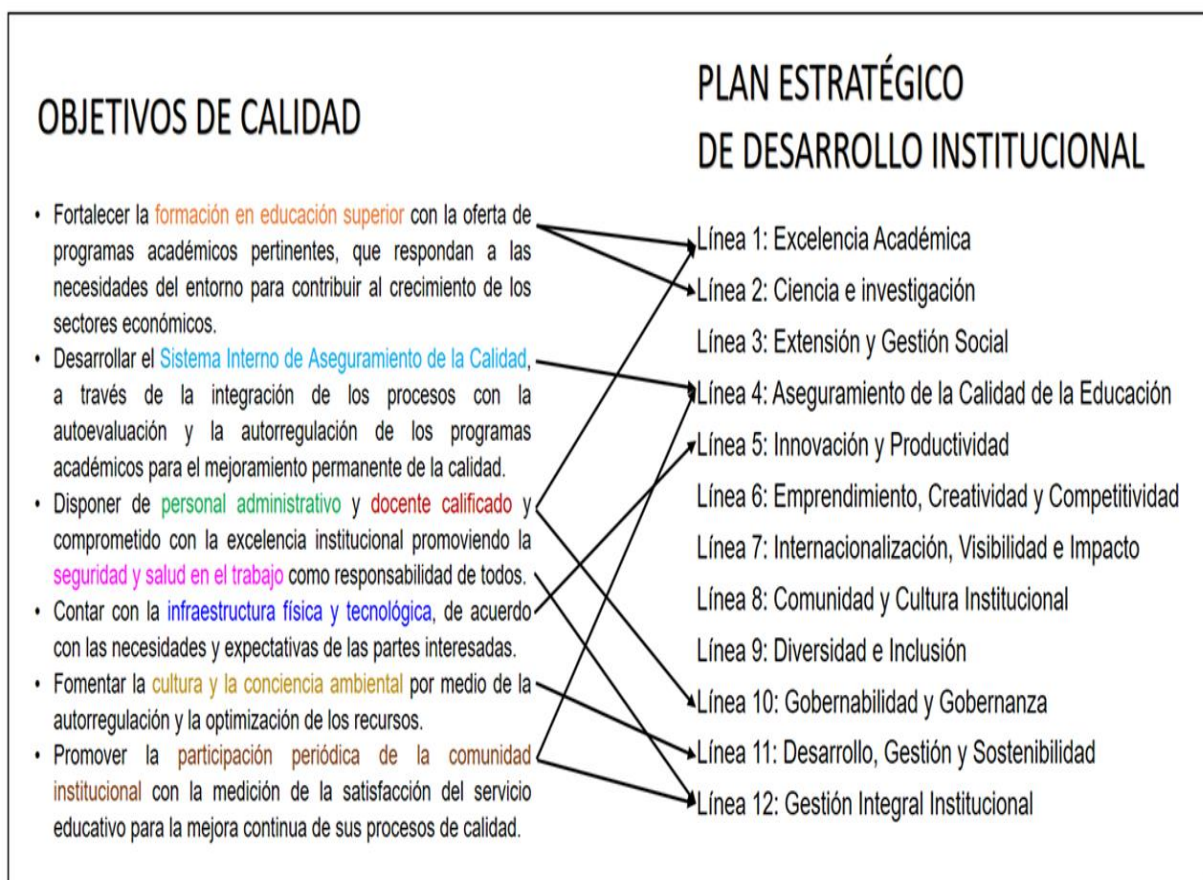 OBJETIVOS DE CALIDAD
• Fortalecer la formación en educación superior con la oferta de
programas académicos pertinentes, que respondan a las
necesidades del entorno para contribuir al crecimiento de los
sectores económicos.
• Desarrollar el Sistema Interno de Aseguramiento de la Calidad,
a través de la integración de los procesos con la
autoevaluación y la autorregulación de los programas
académicos para el mejoramiento permanente de la calidad.
• Disponer de personal administrativo y docente calificado y
comprometido con la excelencia institucional promoviendo la
seguridad y salud en el trabajo como responsabilidad de todos.
• Contar con la infraestructura física y tecnológica, de acuerdo
con las necesidades y expectativas de las partes interesadas.
• Fomentar la cultura y la conciencia ambiental por medio de la
autorregulación y la optimización de los recursos.
• Promover la participación periódica de la comunidad
institucional con la medición de la satisfacción del servicio
educativo para la mejora continua de sus procesos de calidad.
PLAN ESTRATÉGICO
DE DESARROLLO INSTITUCIONAL
Línea 1: Excelencia Académica
Línea 2: Ciencia e investigación
Línea 3: Extensión y Gestión Social
Línea 4: Aseguramiento de la Calidad de la Educación
Línea 5: Innovación y Productividad
Línea 6: Emprendimiento, Creatividad y Competitividad
Línea 7: Internacionalización, Visibilidad e Impacto
Línea 8: Comunidad y Cultura Institucional
Línea 9: Diversidad e Inclusión
Línea 10: Gobernabilidad y Gobernanza
Línea 11: Desarrollo, Gestión y Sostenibilidad
Línea 12: Gestión Integral Institucional